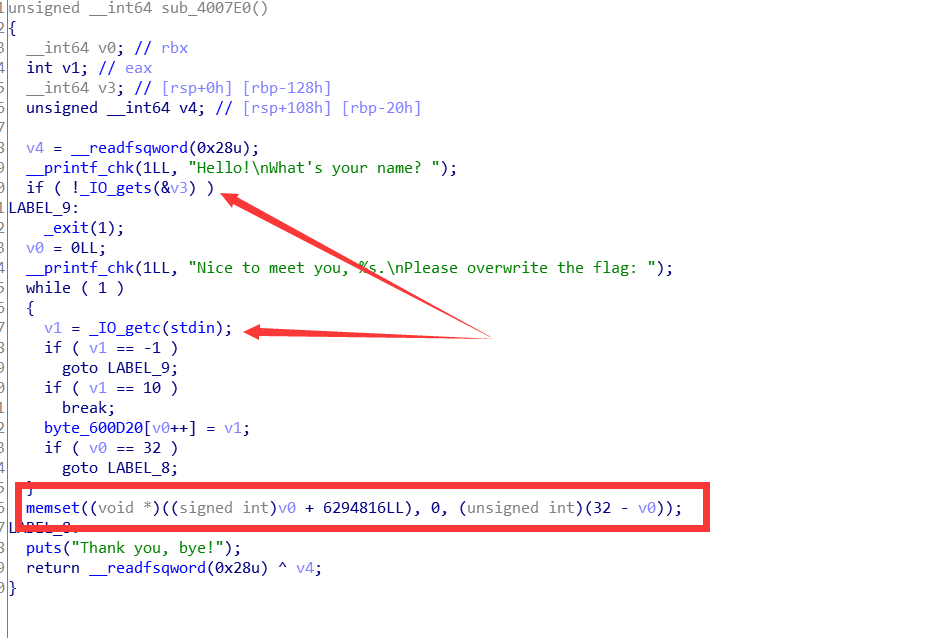 unsigned __int64 sub_4007E0()
{
__int64 v0; // rbx
int v1; // eax
__int64 v3; // [rsp+0h] [rbp-128h]
unsigned __int64 v4; // [rsp+108h] [rbp-20h]
v4 = __readfsqword(0x28u);
__printf_chk(1LL, "Hello!\nWhat's your name? ");
if ( !_IO_gets(&v3) )
LABEL_9:
_exit(1);
v0 = 0LL;
__printf_chk(1LL, "Nice to meet you, %s.\nPlease overwrite the flag: ");
while ( 1 )
{
v1 = _IO_getc(stdin);
if ( v1 == -1 )
goto LABEL_9;
if ( v1 == 10 )
break;
byte_600D20[v0++] = v1;
if ( v0 == 32 )
goto LABEL_8;
}
memset((void *)((signed int)v0 + 6294816LL), 0, (unsigned int)(32 - v0));
LABEL_8:
puts("Thank you, bye!");
return __readfsqword(0x28u) ^ v4;
}